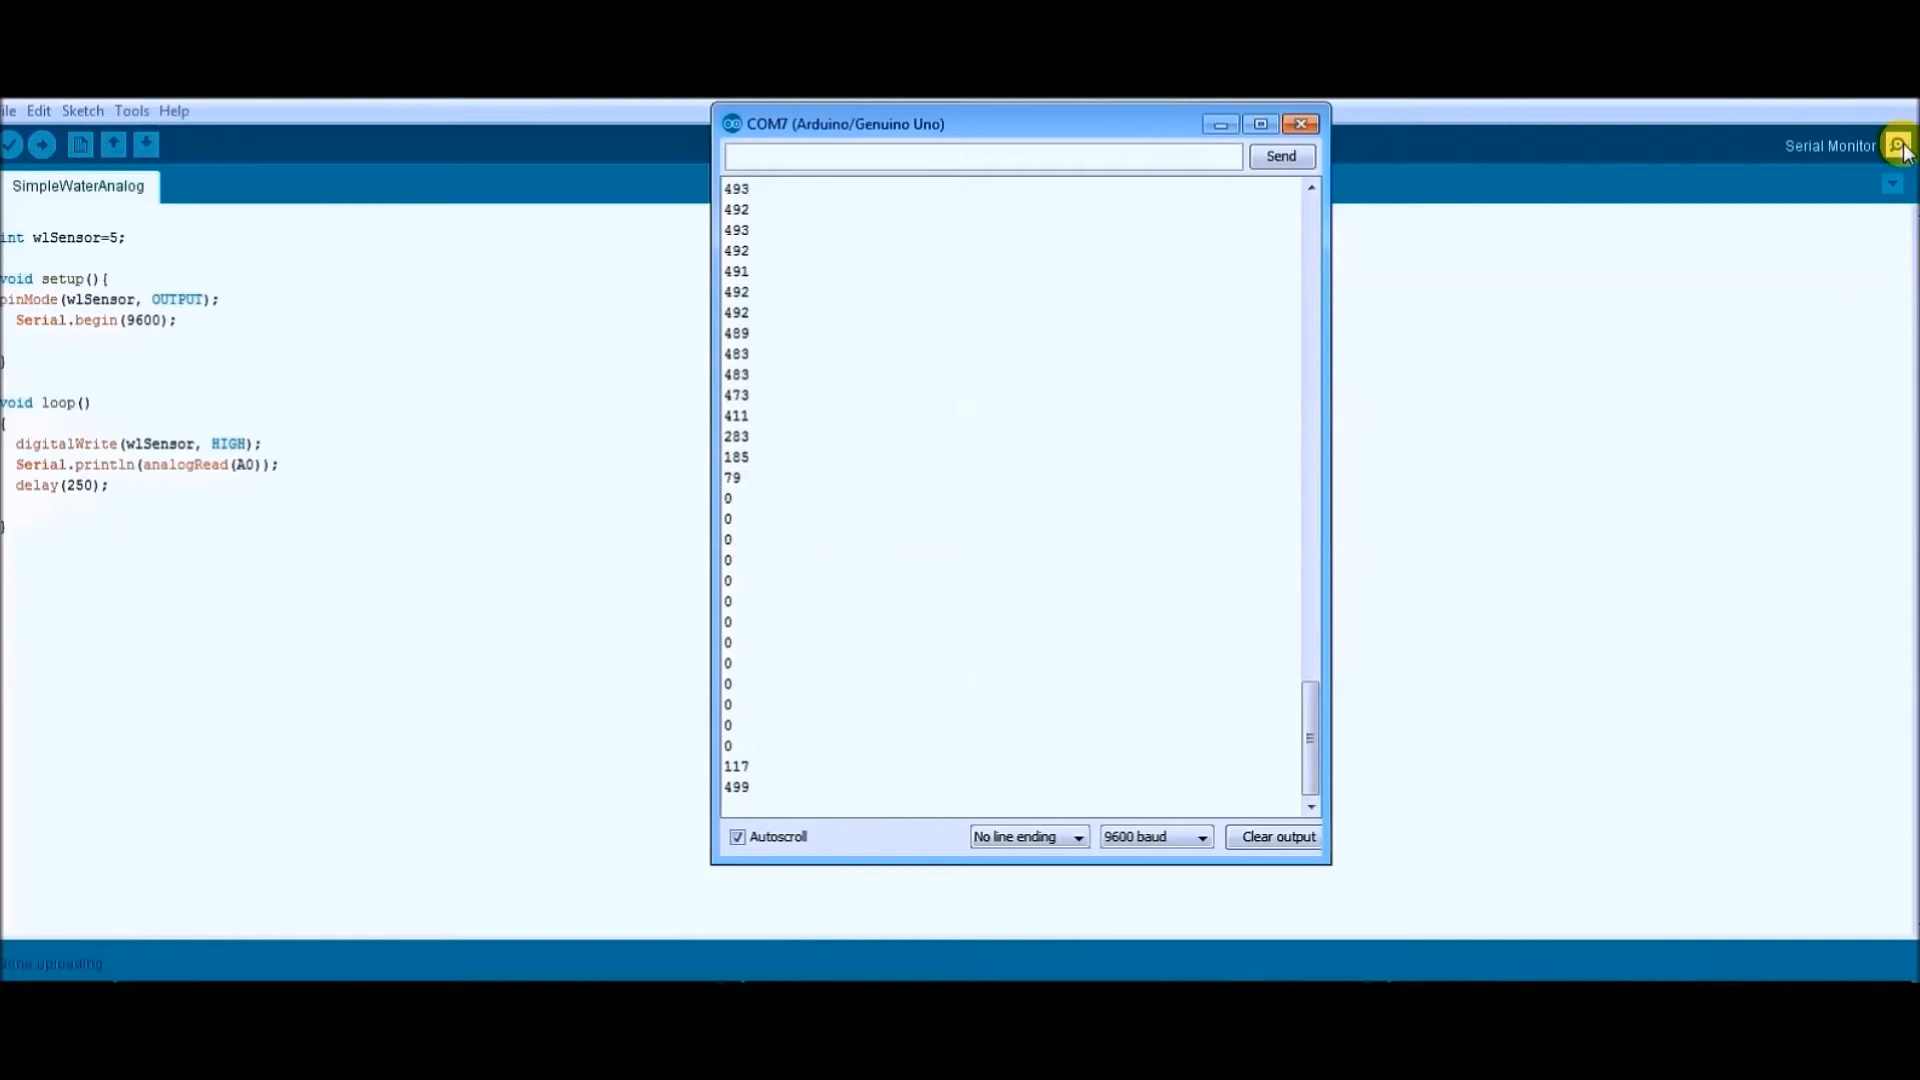 ile Edit Sketch Tools Help
Serial Monitor
SimpleWaterAnalog
int wlSensor=5;
void setup(){
pinMode(wlSensor, OUTPUT);
Serial.begin(9600);
}
void loop()
{
digitalWrite(wlSensor, HIGH);
Serial.println(analogRead(A0));
delay(250);
}
Done uploading
COM7 (Arduino/Genuino Uno)
Send
493
492
493
492
491
492
492
489
483
483
473
411
283
185
79
0
0
0
0
0
0
0
0
0
0
0
0
0
117
499
Autoscroll
No line ending
9600 baud
Clear output